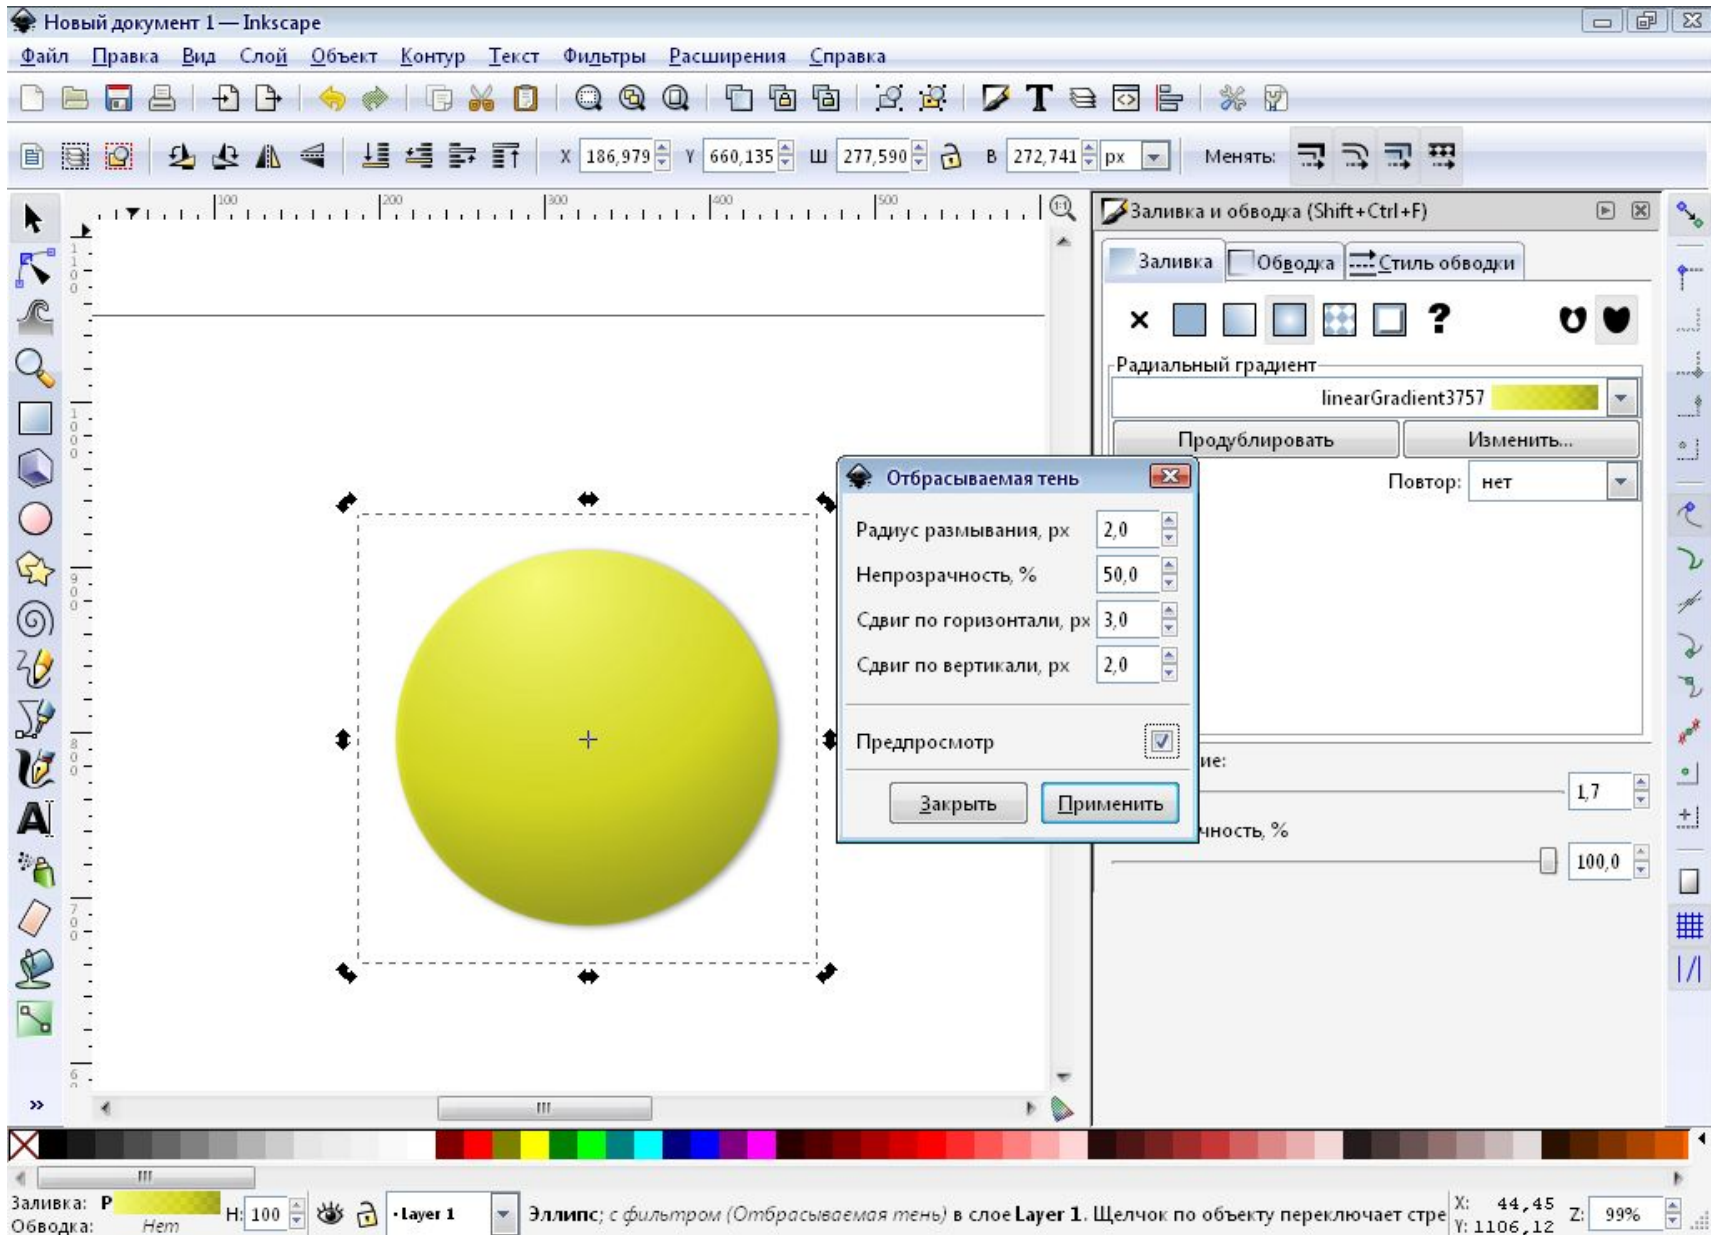 Новый документ 1 — Inkscape
Файл Правка Вид Слой Объект Контур Текст Фильтры Расширения Справка
X 186,979 Y 660,135 Ш 277,590 В 272,741 px Менять:
100 200 300 400 500
Заливка и обводка (Shift+Ctrl+F)
Заливка Обводка Стиль обводки
Радиальный градиент
linearGradient3757
Продублировать Изменить...
Повтор: нет
Отбрасываемая тень
Радиус размывания, px 2,0
Непрозрачность, % 50,0
Сдвиг по горизонтали, px 3,0
Сдвиг по вертикали, px 2,0
Предпросмотр
Закрыть Применить
ие:
1,7
чность, %
100,0
1100
1000
900
800
700
Заливка: P
Обводка: Нет
Н: 100
•Layer 1
Эллипс; с фильтром (Отбрасываемая тень) в слое Layer 1. Щелчок по объекту переключает стре
X: 44,45
Y: 1106,12
Z: 99%